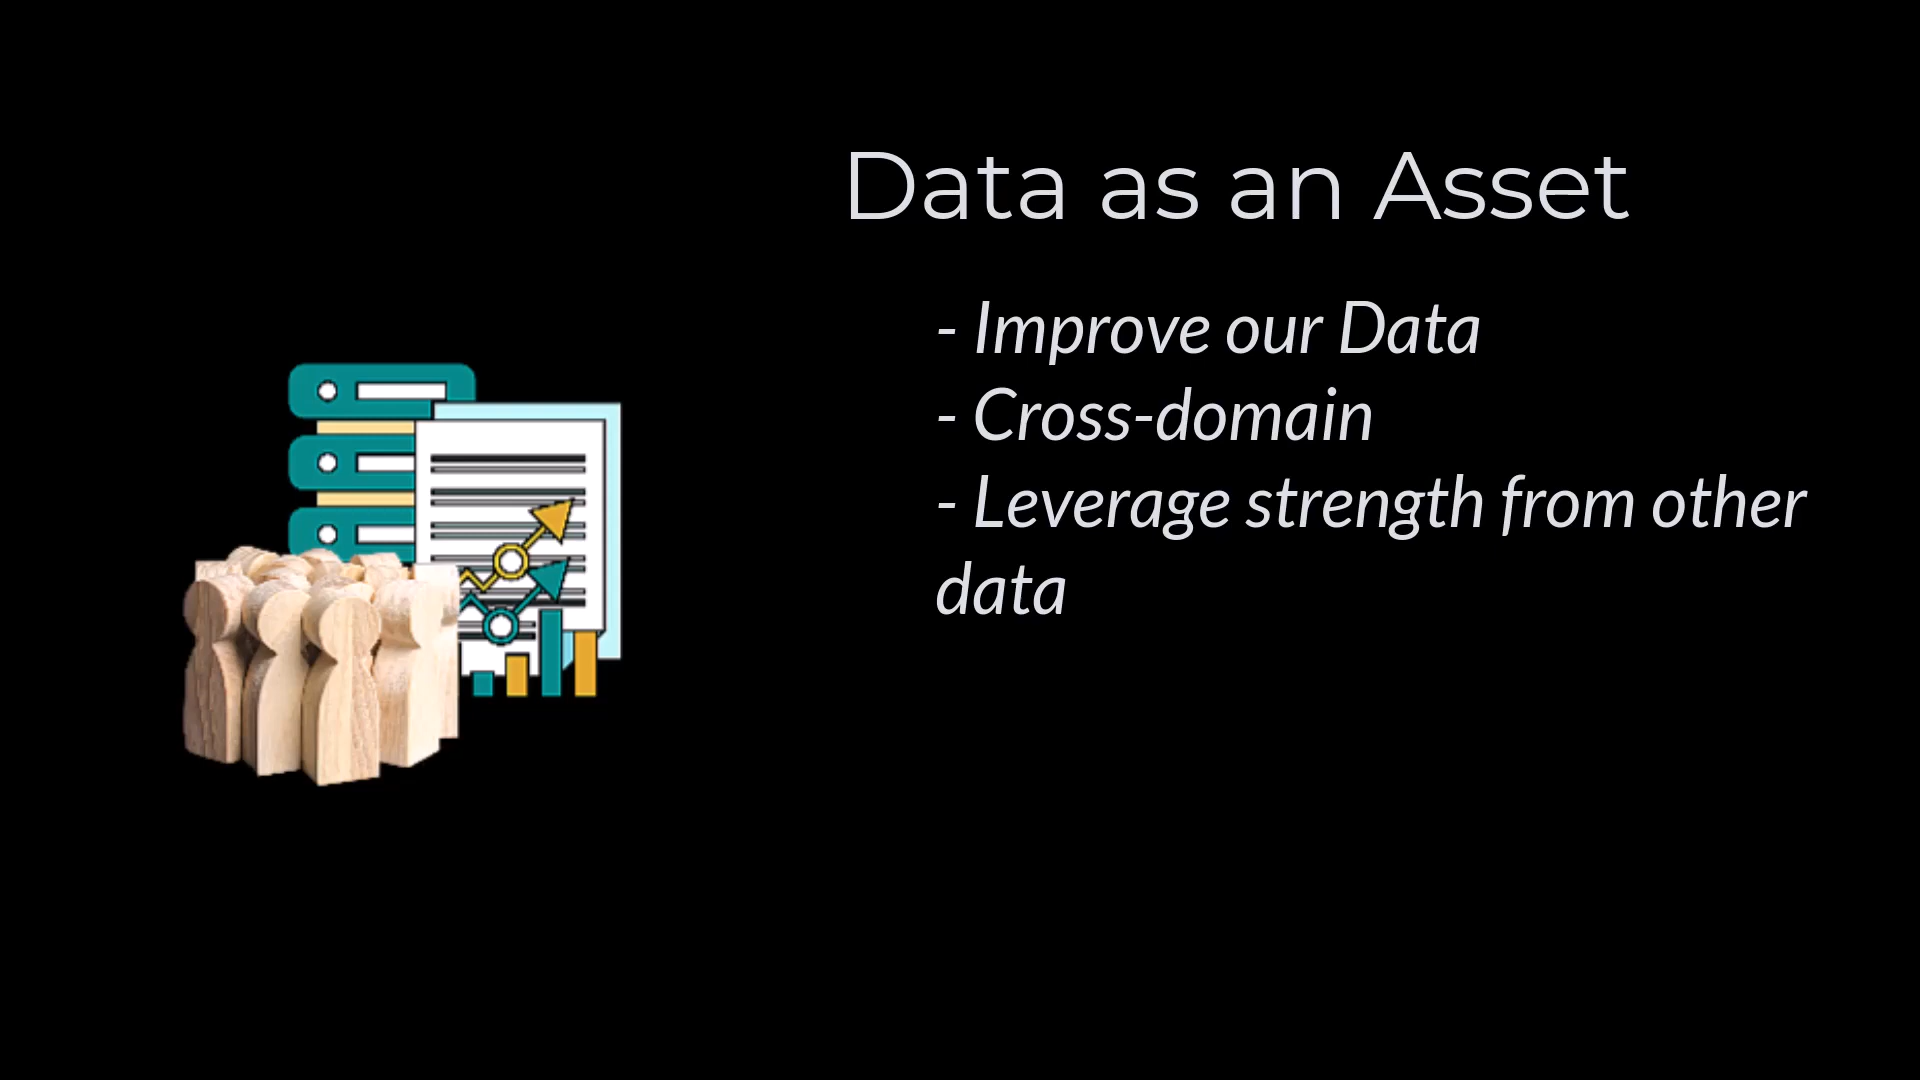 Data as an Asset
- Improve our Data
- Cross-domain
- Leverage strength from other
data